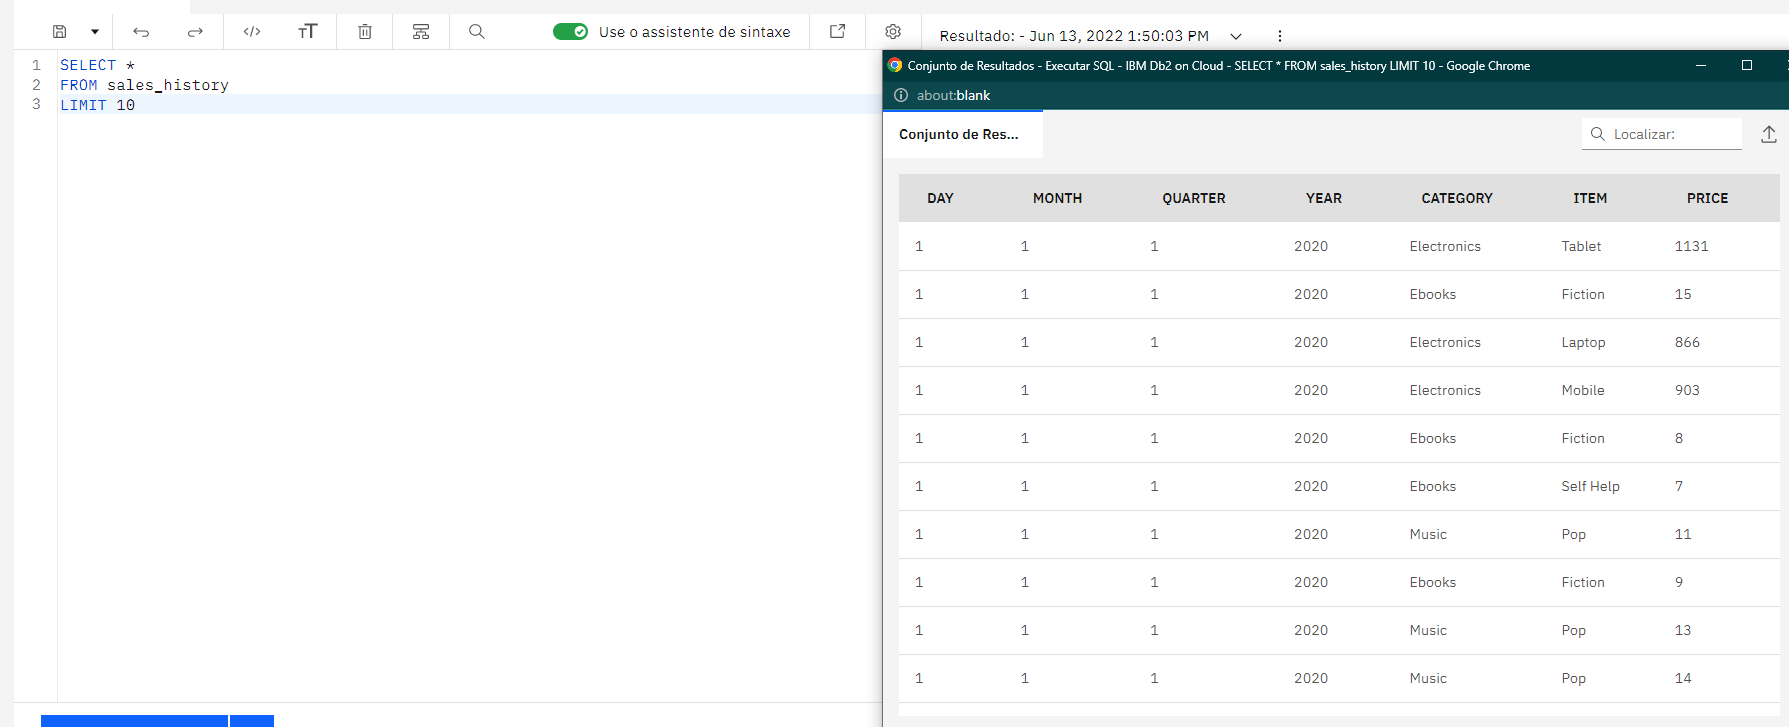 Use o assistente de sintaxe
Resultado: - Jun 13, 2022 1:50:03 PM
1 SELECT *
2 FROM sales_history
3 LIMIT 10
Conjunto de Resultados - Executar SQL - IBM Db2 on Cloud - SELECT * FROM sales_history LIMIT 10 - Google Chrome
about:blank
Conjunto de Res...
Localizar:
DAY MONTH QUARTER YEAR CATEGORY ITEM PRICE
1 1 1 2020 Electronics Tablet 1131
1 1 1 2020 Ebooks Fiction 15
1 1 1 2020 Electronics Laptop 866
1 1 1 2020 Electronics Mobile 903
1 1 1 2020 Ebooks Fiction 8
1 1 1 2020 Ebooks Self Help 7
1 1 1 2020 Music Pop 11
1 1 1 2020 Ebooks Fiction 9
1 1 1 2020 Music Pop 13
1 1 1 2020 Music Pop 14